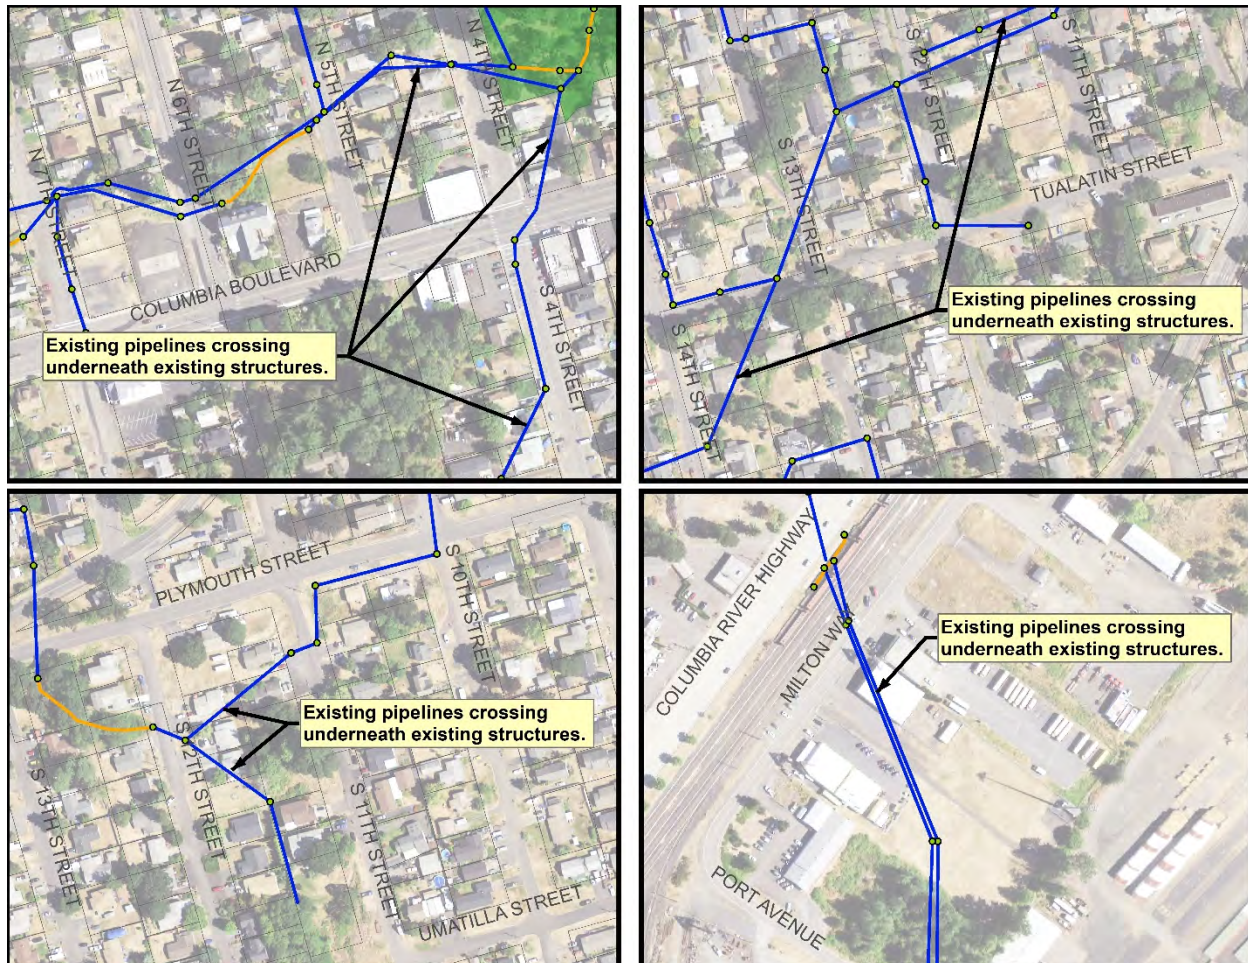 N 7TH STREET
N 6TH STREET
N 5TH STREET
N 4TH STREET
COLUMBIA BOULEVARD
S 4TH STREET
Existing pipelines crossing
underneath existing structures.
S 14TH STREET
S 13TH STREET
S 12TH STREET
S 11TH STREET
TUALATIN STREET
Existing pipelines crossing
underneath existing structures.
PLYMOUTH STREET
S 10TH STREET
S 13TH STREET
S 12TH STREET
S 11TH STREET
UMATILLA STREET
Existing pipelines crossing
underneath existing structures.
COLUMBIA RIVER HIGHWAY
MILTON WAY
PORT AVENUE
Existing pipelines crossing
underneath existing structures.